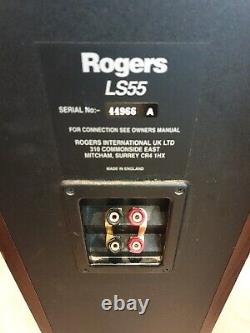 Rogers
LS55
SERIAL No:- 44966 A
FOR CONNECTION SEE OWNERS MANUAL
ROGERS INTERNATIONAL UK LTD
310 COMMONSIDE EAST
MITCHAM, SURREY CR4 1HX
MADE IN ENGLAND